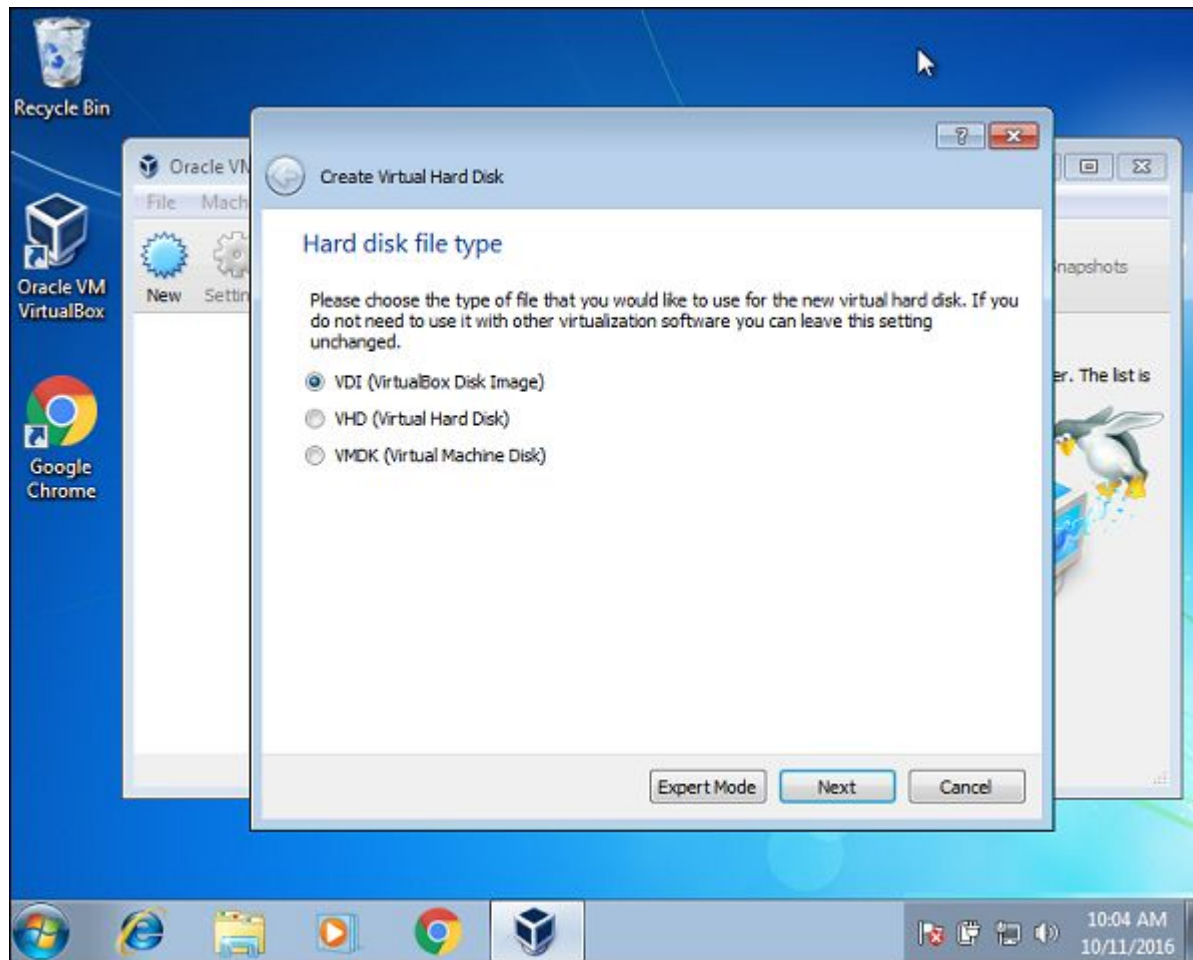 Recycle Bin
Oracle VM
VirtualBox
Google
Chrome
Oracle VM
File
New
Create Virtual Hard Disk
Hard disk file type
Please choose the type of file that you would like to use for the new virtual hard disk. If you
do not need to use it with other virtualization software you can leave this setting
unchanged.
VDI (VirtualBox Disk Image)
VHD (Virtual Hard Disk)
VMDK (Virtual Machine Disk)
Expert Mode
Next
Cancel
The list is
10:04 AM
10/11/2016